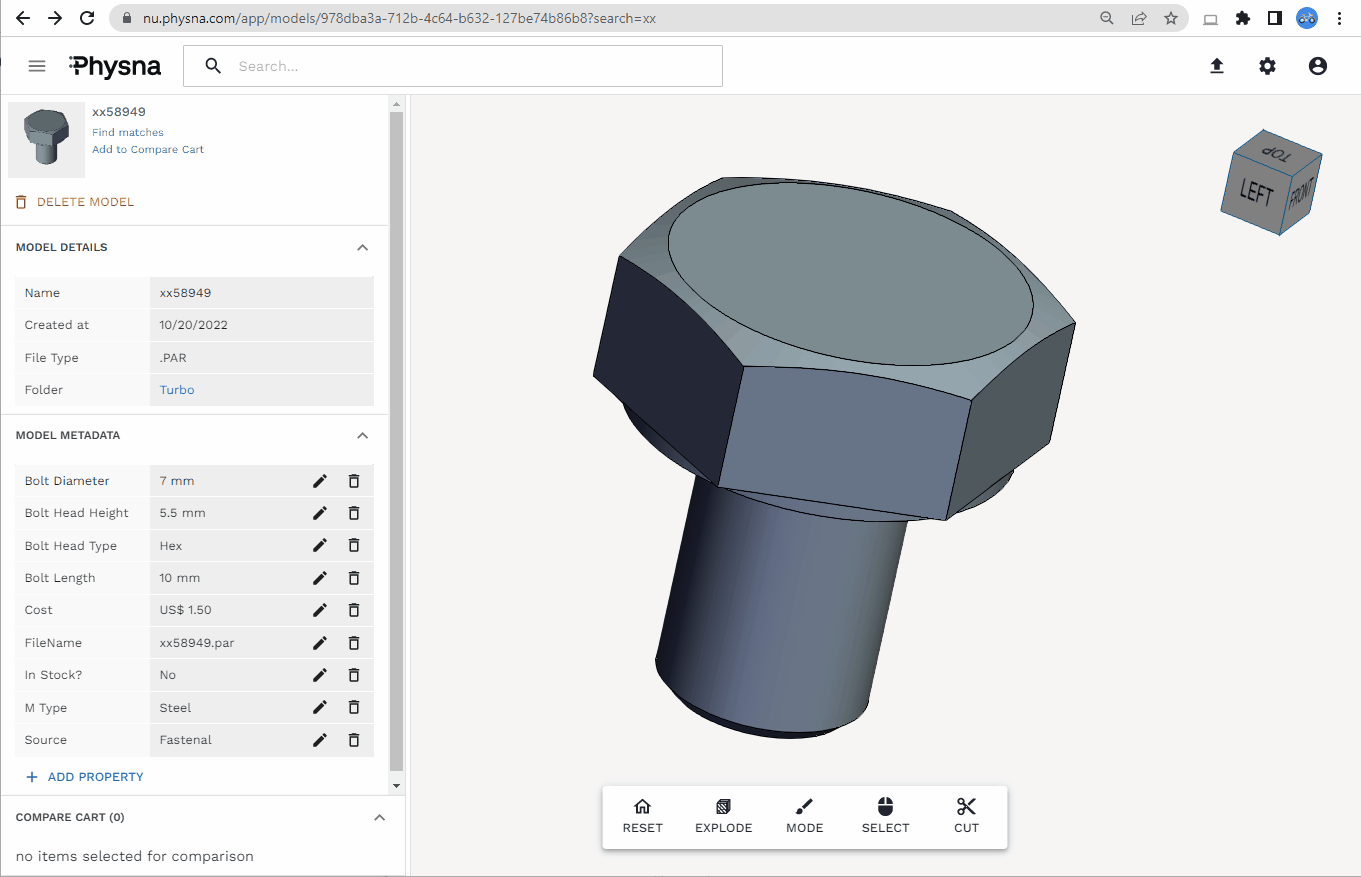 nu.physna.com/app/models/978dba3a-712b-4c64-b632-127be74b86b8?search=xx
Physna
Search...
xx58949
Find matches
Add to Compare Cart
DELETE MODEL
MODEL DETAILS
Name xx58949
Created at 10/20/2022
File Type .PAR
Folder Turbo
MODEL METADATA
Bolt Diameter 7 mm
Bolt Head Height 5.5 mm
Bolt Head Type Hex
Bolt Length 10 mm
Cost US$ 1.50
FileName xx58949.par
In Stock? No
M Type Steel
Source Fastenal
+ ADD PROPERTY
COMPARE CART (0)
no items selected for comparison
TOP
LEFT FRONT
RESET EXPLODE MODE SELECT CUT